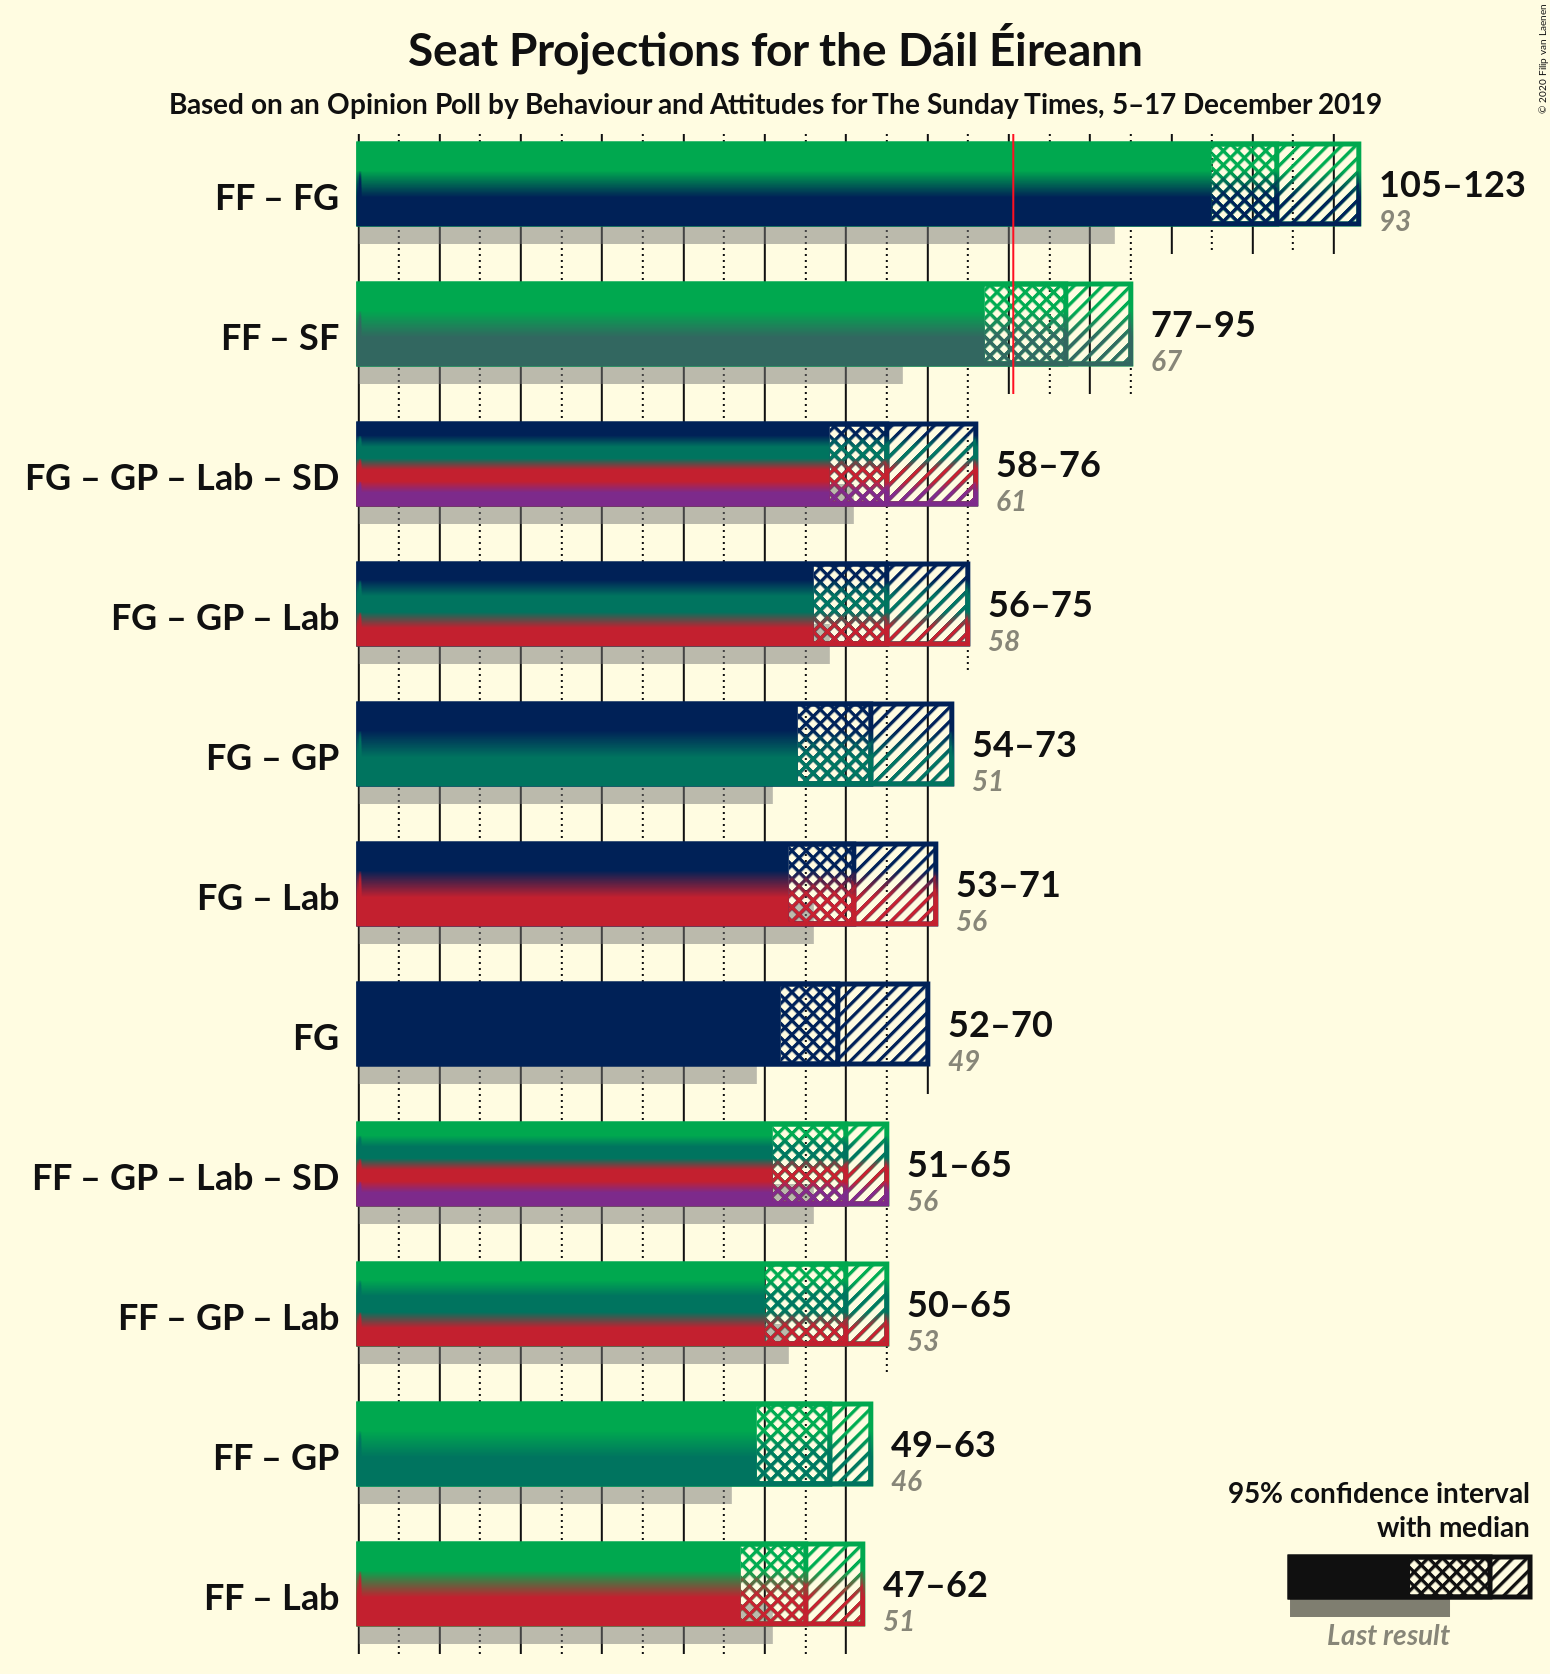 Seat Projections for the Dáil Éireann
Based on an Opinion Poll by Behaviour and Attitudes for The Sunday Times, 5–17 December 2019
© 2020 Filip van Laenen
FF – FG
105–123
93
FF – SF
77–95
67
FG – GP – Lab – SD
58–76
61
FG – GP – Lab
56–75
58
FG – GP
54–73
51
FG – Lab
53–71
56
FG
52–70
49
FF – GP – Lab – SD
51–65
56
FF – GP – Lab
50–65
53
FF – GP
49–63
46
FF – Lab
47–62
51
95% confidence interval
with median
Last result